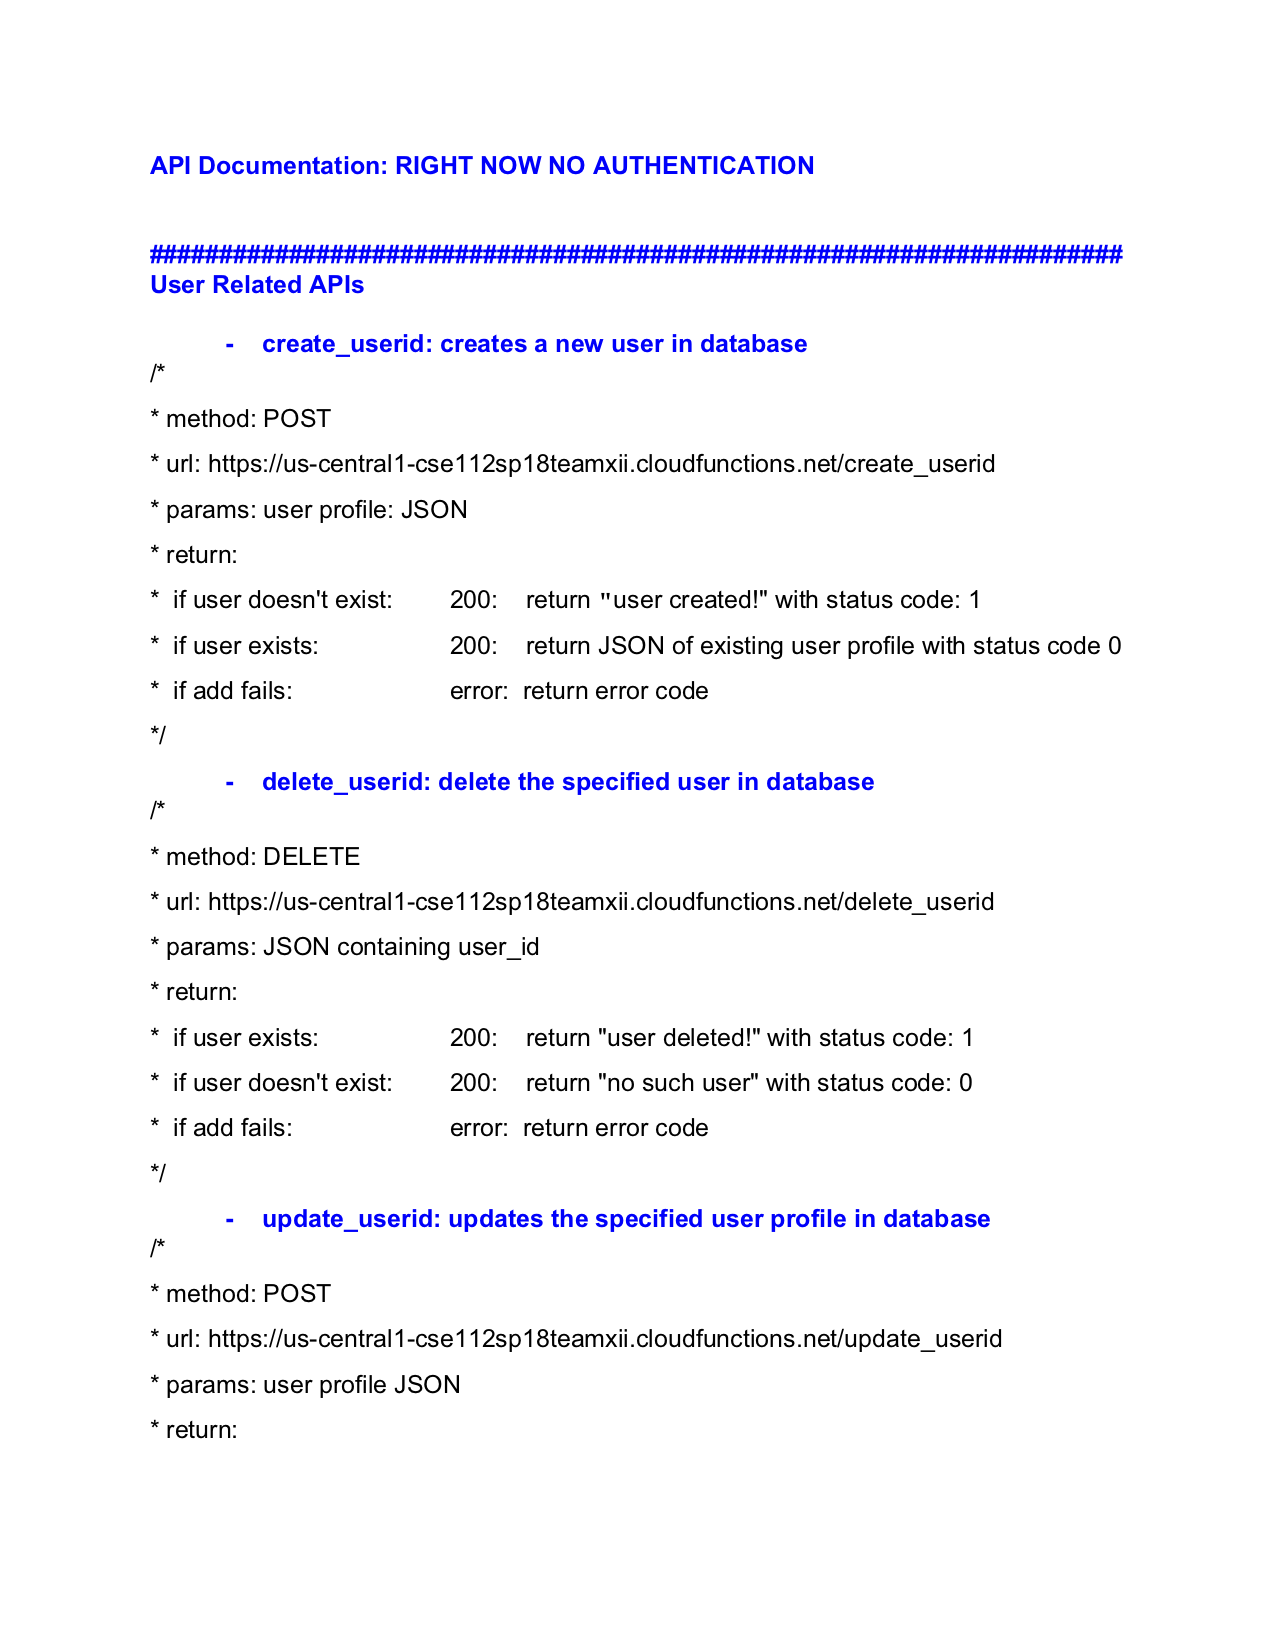 API Documentation: RIGHT NOW NO AUTHENTICATION
######################################################################
User Related APIs
- create_userid: creates a new user in database
/*
* method: POST
* url: https://us-central1-cse112sp18teamxii.cloudfunctions.net/create_userid
* params: user profile: JSON
* return:
* if user doesn't exist: 200: return "user created!" with status code: 1
* if user exists: 200: return JSON of existing user profile with status code 0
* if add fails: error: return error code
*/
- delete_userid: delete the specified user in database
/*
* method: DELETE
* url: https://us-central1-cse112sp18teamxii.cloudfunctions.net/delete_userid
* params: JSON containing user_id
* return:
* if user exists: 200: return "user deleted!" with status code: 1
* if user doesn't exist: 200: return "no such user" with status code: 0
* if add fails: error: return error code
*/
- update_userid: updates the specified user profile in database
/*
* method: POST
* url: https://us-central1-cse112sp18teamxii.cloudfunctions.net/update_userid
* params: user profile JSON
* return: